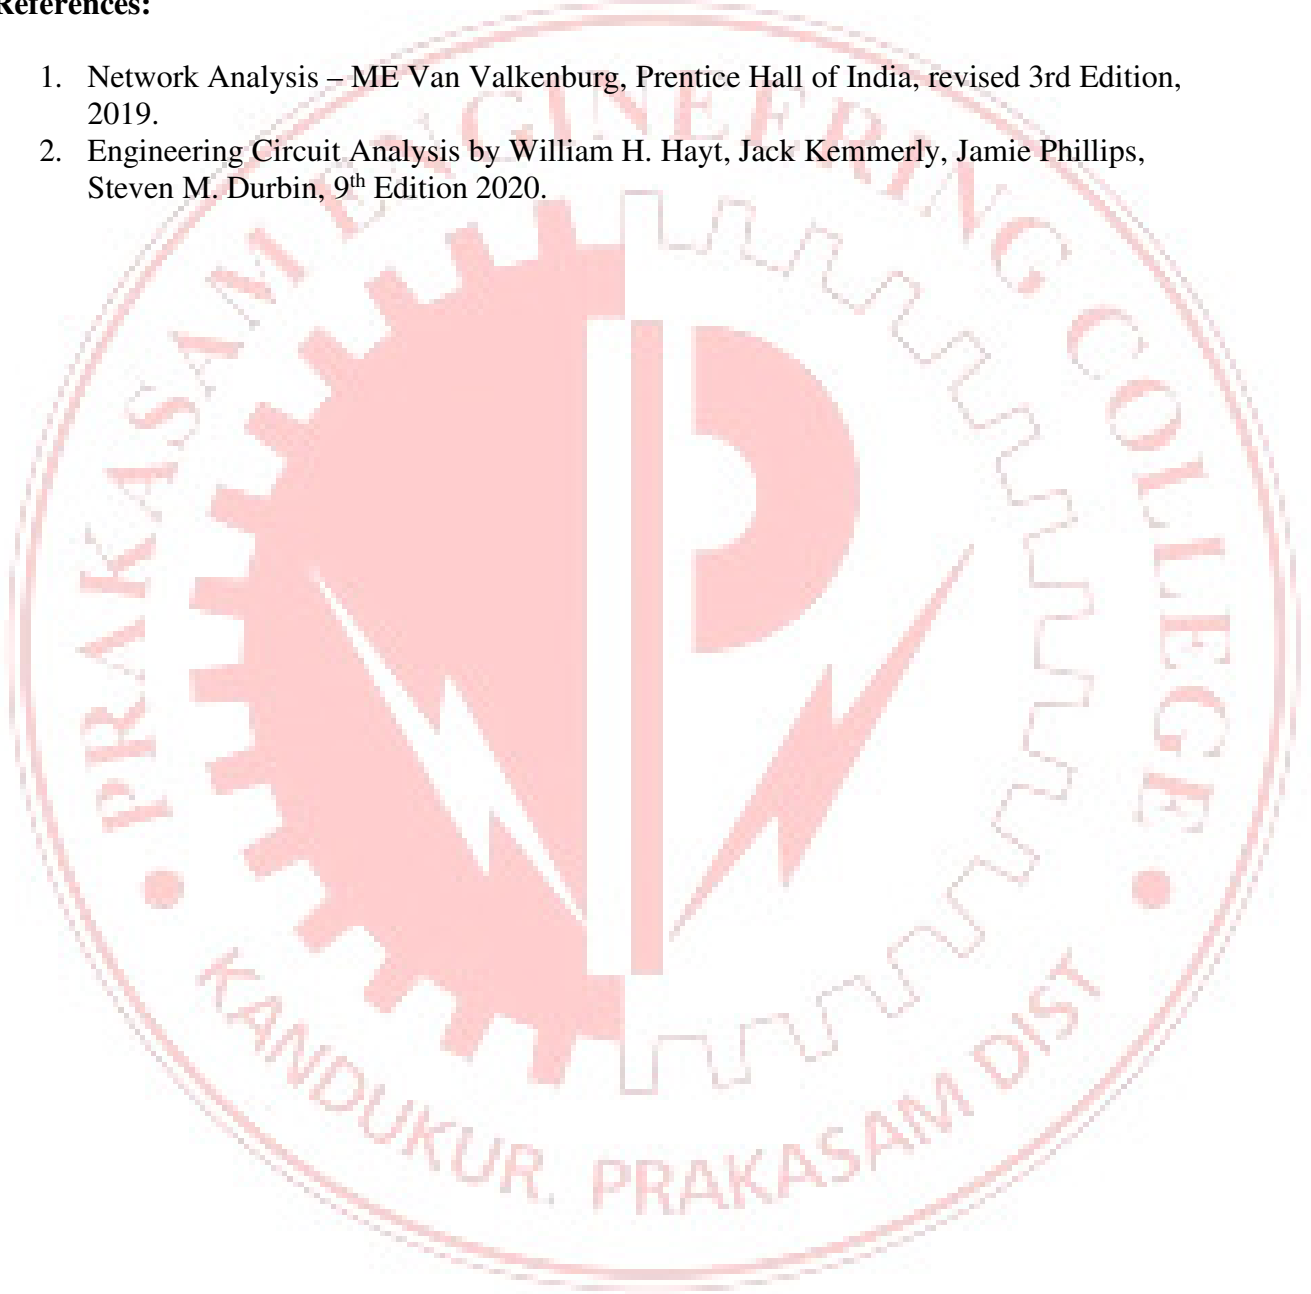 References:
1. Network Analysis – ME Van Valkenburg, Prentice Hall of India, revised 3rd Edition,
2019.
2. Engineering Circuit Analysis by William H. Hayt, Jack Kemmerly, Jamie Phillips,
Steven M. Durbin, 9th Edition 2020.
PRAKASAM ENGINEERING COLLEGE
KANDUKUR. PRAKASAM DIST